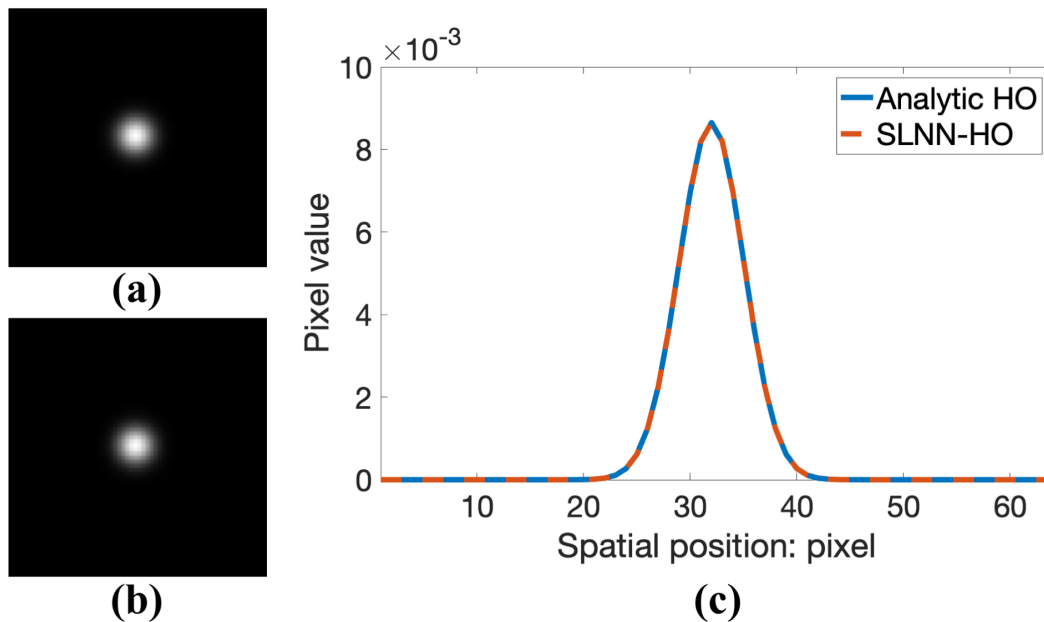 (a)
(b)
×10⁻³
10
8
6
4
2
0
Pixel value
Analytic HO
SLNN-HO
10 20 30 40 50 60
Spatial position: pixel
(c)